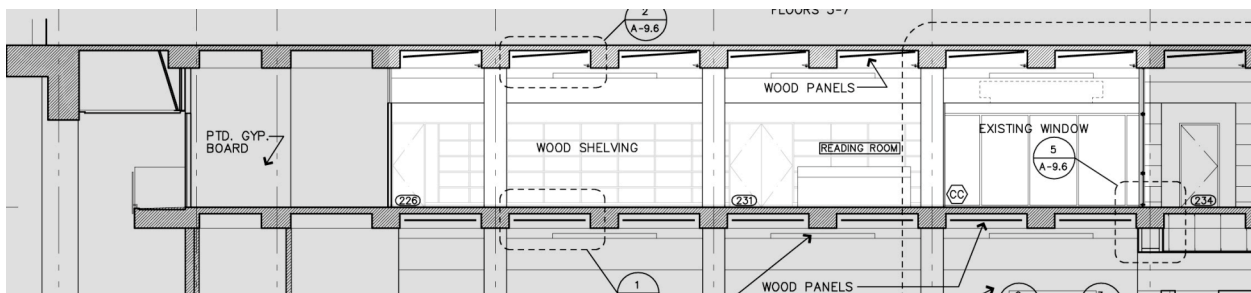 FLOORS 3-7
2
A-9.6
WOOD PANELS
PTD. GYP.
BOARD
WOOD SHELVING
READING ROOM
EXISTING WINDOW
5
A-9.6
226
231
CC
234
1
WOOD PANELS